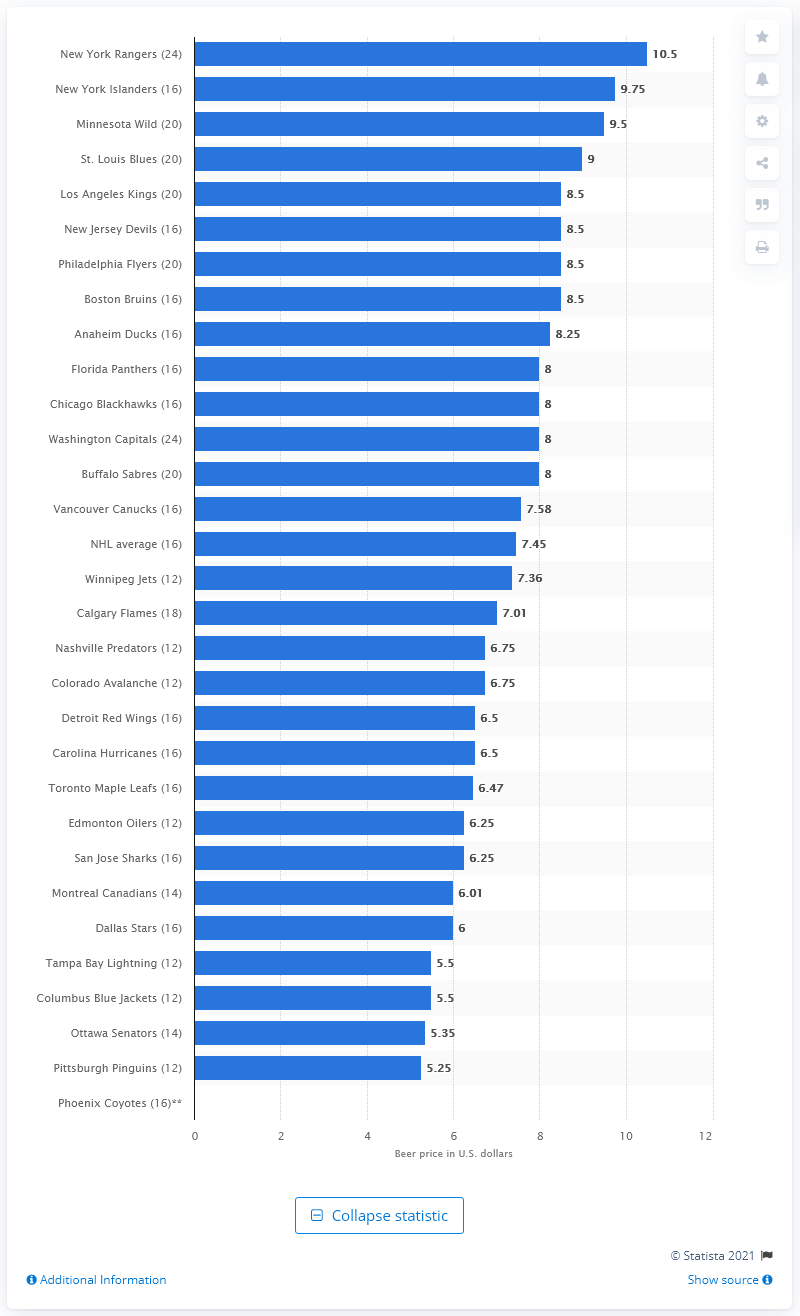 New York Rangers (24) 10.5
New York Islanders (16) 9.75
Minnesota Wild (20) 9.5
St. Louis Blues (20) 9
Los Angeles Kings (20) 8.5
New Jersey Devils (16) 8.5
Philadelphia Flyers (20) 8.5
Boston Bruins (16) 8.5
Anaheim Ducks (16) 8.25
Florida Panthers (16) 8
Chicago Blackhawks (16) 8
Washington Capitals (24) 8
Buffalo Sabres (20) 8
Vancouver Canucks (16) 7.58
NHL average (16) 7.45
Winnipeg Jets (12) 7.36
Calgary Flames (18) 7.01
Nashville Predators (12) 6.75
Colorado Avalanche (12) 6.75
Detroit Red Wings (16) 6.5
Carolina Hurricanes (16) 6.5
Toronto Maple Leafs (16) 6.47
Edmonton Oilers (12) 6.25
San Jose Sharks (16) 6.25
Montreal Canadians (14) 6.01
Dallas Stars (16) 6
Tampa Bay Lightning (12) 5.5
Columbus Blue Jackets (12) 5.5
Ottawa Senators (14) 5.35
Pittsburgh Pinguins (12) 5.25
Phoenix Coyotes (16)**
0 2 4 6 8 10 12
Beer price in U.S. dollars
Collapse statistic
© Statista 2021
Additional Information Show source